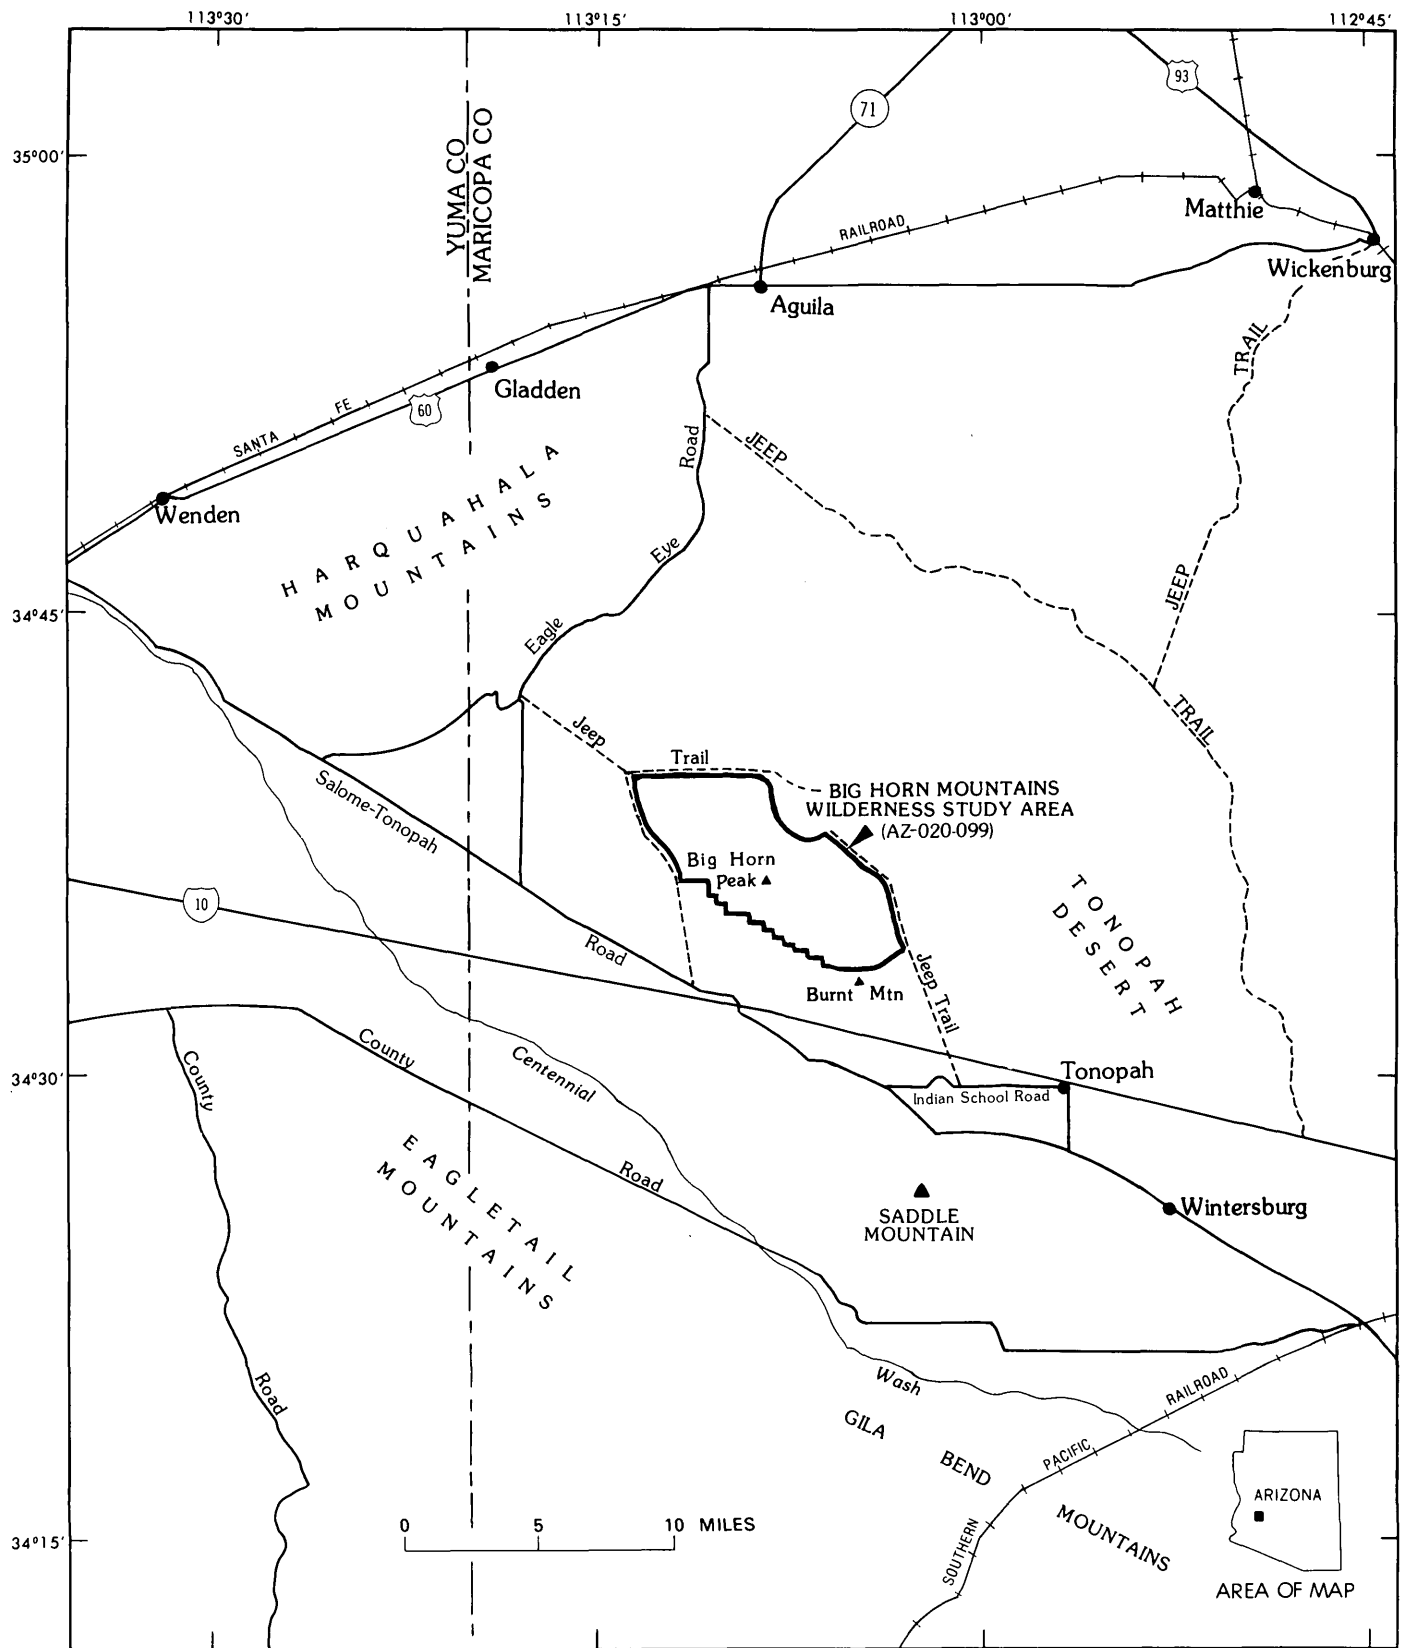 113°30'
113°15'
113°00'
112°45'
93
71
35°00'
YUMA CO
MARICOPA CO
Matthie
RAILROAD
Wickenburg
Aguila
TRAIL
Gladden
FE
60
SANTA
Road
JEEP
Wenden
HARQUAHALA
MOUNTAINS
Eye
JEEP
34°45'
Eagle
TRAIL
Jeep
Trail
BIG HORN MOUNTAINS
WILDERNESS STUDY AREA
(AZ-020-099)
Salome-Tonopah
Big Horn
Peak
TONOPAH
DESERT
10
Road
Jeep Trail
Burnt Mtn
County
County
Centennial
34°30'
Tonopah
Indian School Road
EAGLETAIL
MOUNTAINS
Road
SADDLE
MOUNTAIN
Wintersburg
Road
Wash
RAILROAD
GILA
BEND
MOUNTAINS
PACIFIC
SOUTHERN
ARIZONA
0 5 10 MILES
34°15'
AREA OF MAP